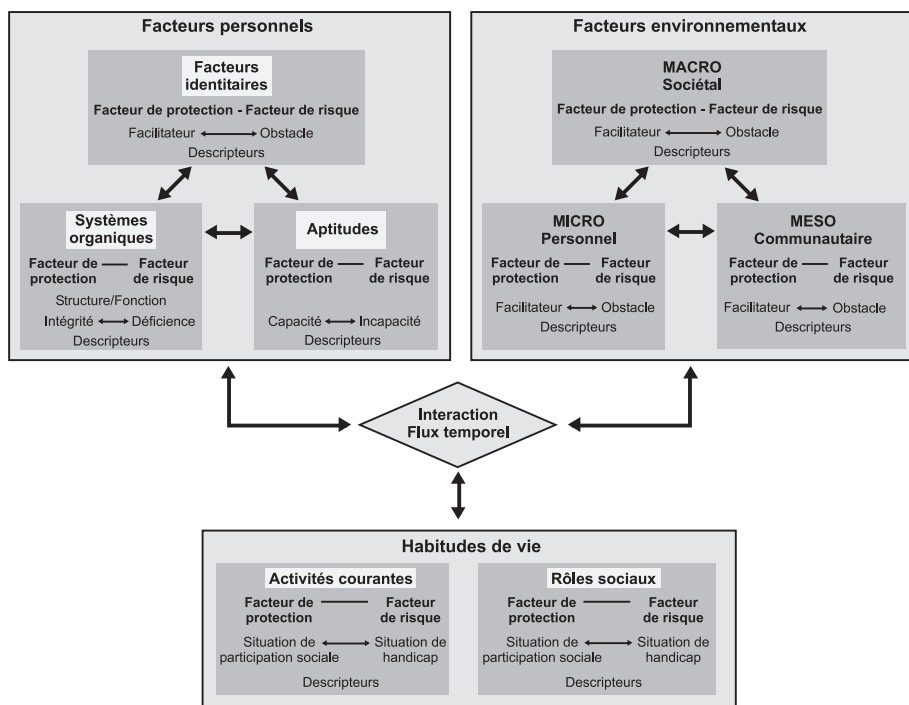 Facteurs personnels
Facteurs
identitaires
Facteur de protection - Facteur de risque
Facilitateur Obstacle
Descripteurs
Systèmes
organiques
Facteur de Facteur
protection de risque
Structure/Fonction
Intégrité Déficience
Descripteurs
Aptitudes
Facteur de Facteur
protection de risque
Capacité Incapacité
Descripteurs
Facteurs environnementaux
MACRO
Sociétal
Facteur de protection - Facteur de risque
Facilitateur Obstacle
Descripteurs
MICRO
Personnel
Facteur de Facteur
protection de risque
Facilitateur Obstacle
Descripteurs
MESO
Communautaire
Facteur de Facteur
protection de risque
Facilitateur Obstacle
Descripteurs
Interaction
Flux temporel
Habitudes de vie
Activités courantes
Facteur de Facteur
protection de risque
Situation de Situation de
participation sociale handicap
Descripteurs
Rôles sociaux
Facteur de Facteur
protection de risque
Situation de Situation de
participation sociale handicap
Descripteurs